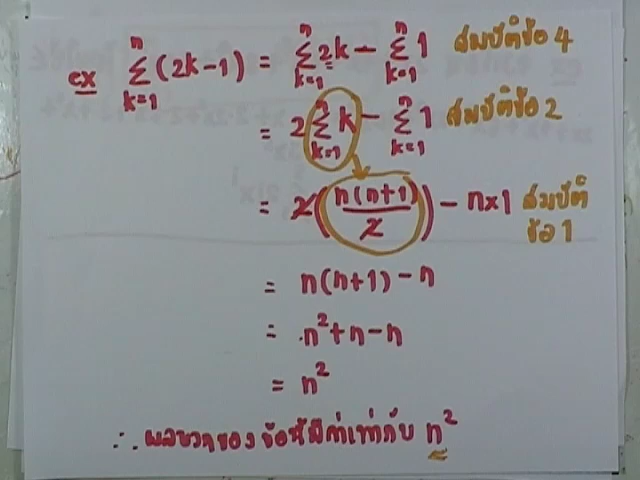 ex ∑_{k=1}^{n} (2k-1) = ∑_{k=1}^{n} 2k - ∑_{k=1}^{n} 1 สมบัติข้อ 4
= 2 ∑_{k=1}^{n} k - ∑_{k=1}^{n} 1 สมบัติข้อ 2
= 2( n(n+1)/2 ) - n×1 สมบัติ
ข้อ 1
= n(n+1) - n
= n² + n - n
= n²
∴ ผลบวกของข้อนี้มีค่าเท่ากับ n²